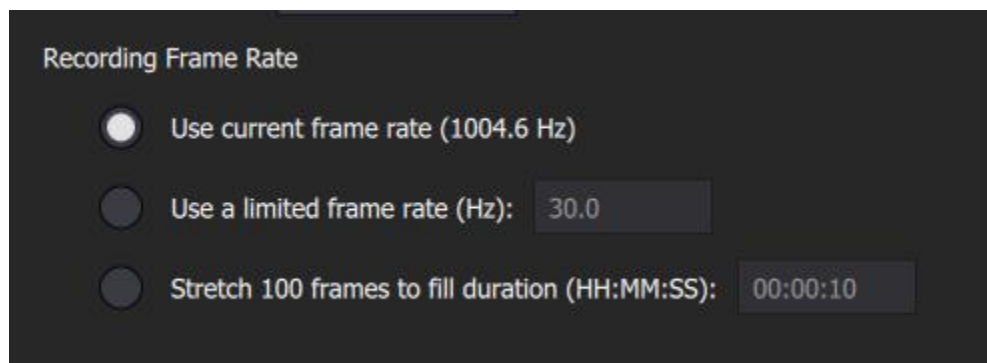 Recording Frame Rate
Use current frame rate (1004.6 Hz)
Use a limited frame rate (Hz): 30.0
Stretch 100 frames to fill duration (HH:MM:SS): 00:00:10